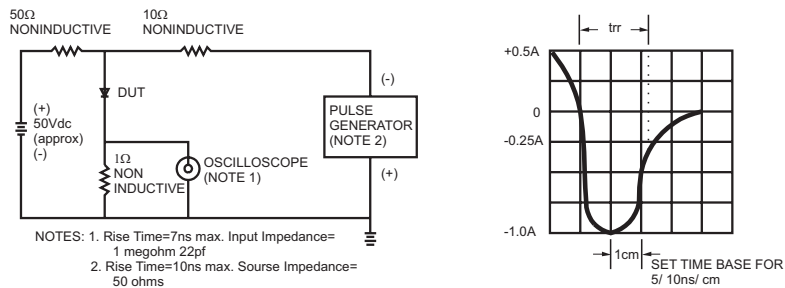 50Ω
NONINDUCTIVE
10Ω
NONINDUCTIVE
DUT
(+)
50Vdc
(approx)
(-)
1Ω
NON
INDUCTIVE
OSCILLOSCOPE
(NOTE 1)
(-)
PULSE
GENERATOR
(NOTE 2)
(+)
NOTES: 1. Rise Time=7ns max. Input Impedance=
1 megohm 22pf
2. Rise Time=10ns max. Sourse Impedance=
50 ohms
trr
+0.5A
0
-0.25A
-1.0A
1cm
SET TIME BASE FOR
5/ 10ns/ cm